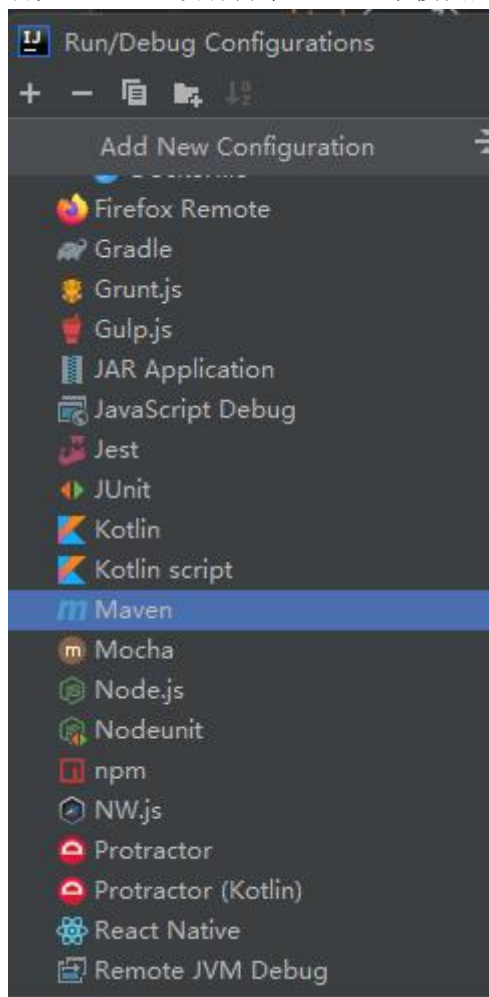 Run/Debug Configurations
Add New Configuration
Firefox Remote
Gradle
Grunt.js
Gulp.js
JAR Application
JavaScript Debug
Jest
JUnit
Kotlin
Kotlin script
Maven
Mocha
Node.js
Nodeunit
npm
NW.js
Protractor
Protractor (Kotlin)
React Native
Remote JVM Debug